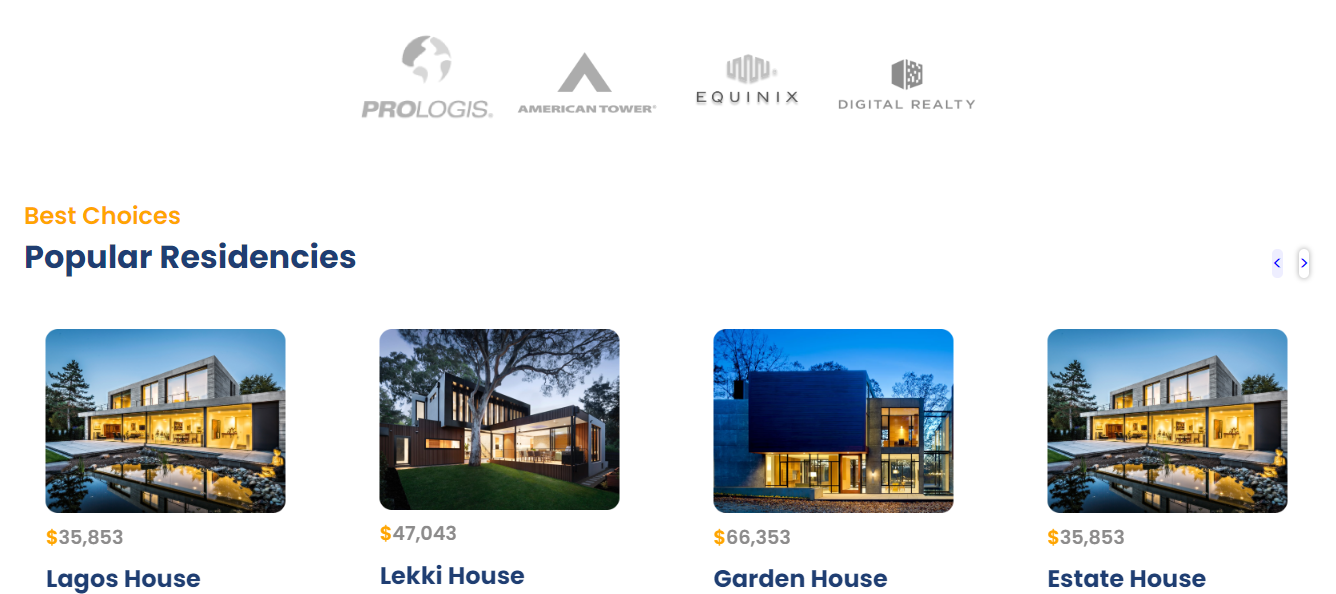 PROLOGIS.
AMERICAN TOWER®
EQUINIX
DIGITAL REALTY
Best Choices
Popular Residencies
< >
$35,853
Lagos House
$47,043
Lekki House
$66,353
Garden House
$35,853
Estate House